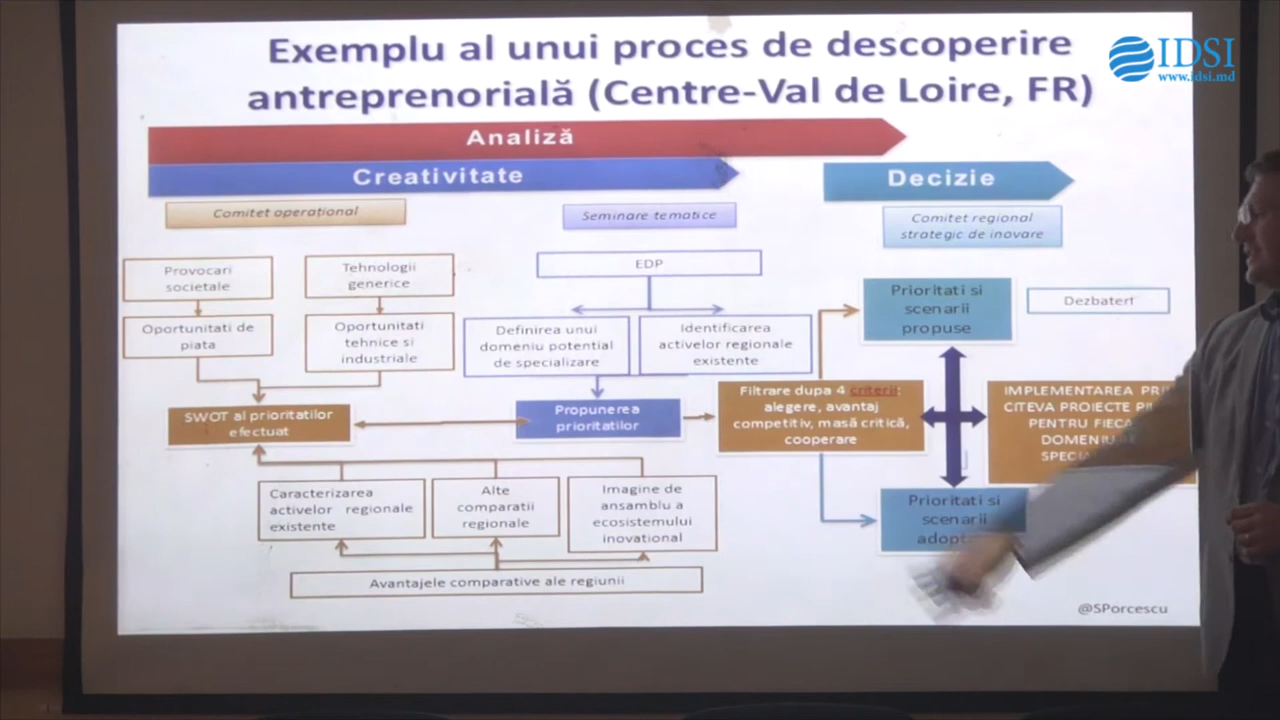 Exemplu al unui proces de descoperire
antreprenorială (Centre-Val de Loire, FR)
IDSI
www.idsi.md
Analiză
Creativitate
Decizie
Comitet operațional
Seminare tematice
Comitet regional
strategic de inovare
Provocari
societale
Tehnologii
generice
EDP
Prioritati si
scenarii
propuse
Dezbateri
Oportunitati de
piata
Oportunitati
tehnice si
industriale
Definirea unui
domeniu potential
de specializare
Identificarea
activelor regionale
existente
SWOT al prioritatilor
efectuat
Propunerea
prioritatilor
Filtrare dupa 4 criterii:
alegere, avantaj
competitiv, masă critică,
cooperare
IMPLEMENTAREA
CITEVA PROIECTE
PENTRU
Caracterizarea
activelor regionale
existente
Alte
comparatii
regionale
Imagine de
ansamblu a
ecosistemului
inovational
Prioritati si
scenarii
Avantajele comparative ale regiunii
@SPorcescu